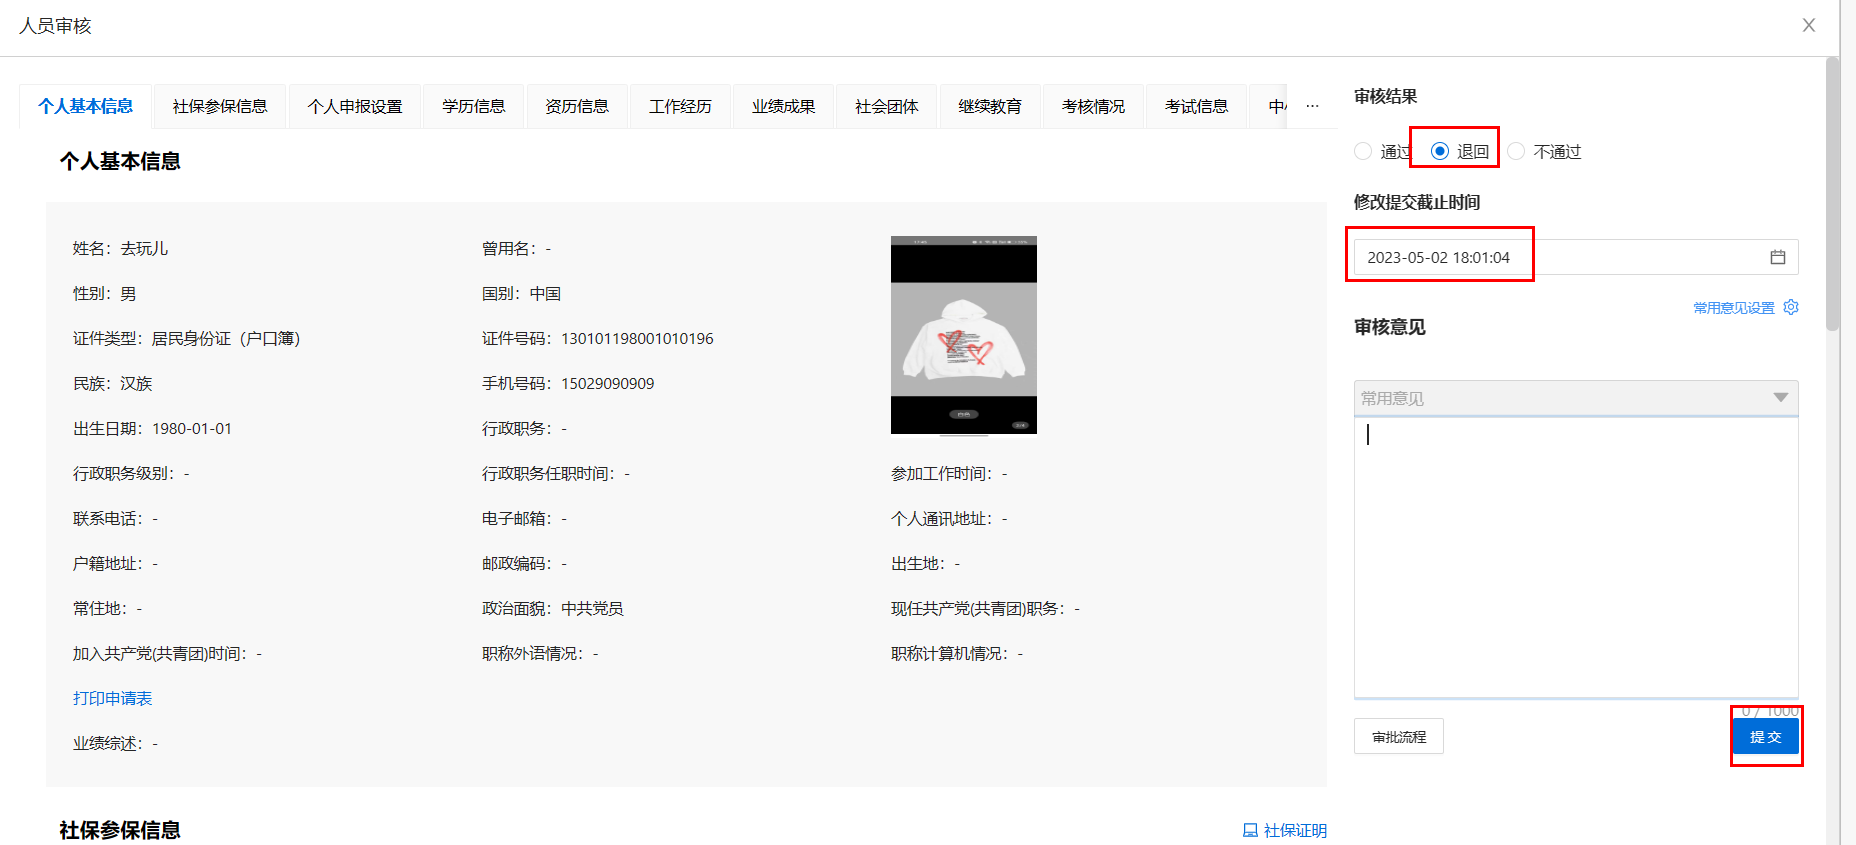 人员审核
个人基本信息 社保参保信息 个人申报设置 学历信息 资历信息 工作经历 业绩成果 社会团体 继续教育 考核情况 考试信息 中 ...
个人基本信息
姓名：去玩儿 曾用名：-
性别：男 国别：中国
证件类型：居民身份证（户口簿） 证件号码：130101198001010196
民族：汉族 手机号码：15029090909
出生日期：1980-01-01 行政职务：-
行政职务级别：- 行政职务任职时间：- 参加工作时间：-
联系电话：- 电子邮箱：- 个人通讯地址：-
户籍地址：- 邮政编码：- 出生地：-
常住地：- 政治面貌：中共党员 现任共产党(共青团)职务：-
加入共产党(共青团)时间：- 职称外语情况：- 职称计算机情况：-
打印申请表
业绩综述：-
社保参保信息 社保证明
审核结果
通过 退回 不通过
修改提交截止时间
2023-05-02 18:01:04
常用意见设置
审核意见
常用意见
0 / 1000
审批流程 提交